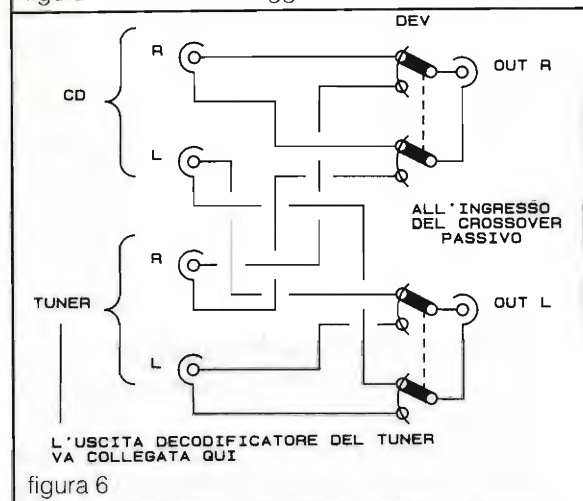 DEV
R
OUT R
CD
L
ALL'INGRESSO
DEL CROSSOVER
PASSIVO
R
TUNER
OUT L
L
L'USCITA DECODIFICATORE DEL TUNER
VA COLLEGATA QUI
figura 6